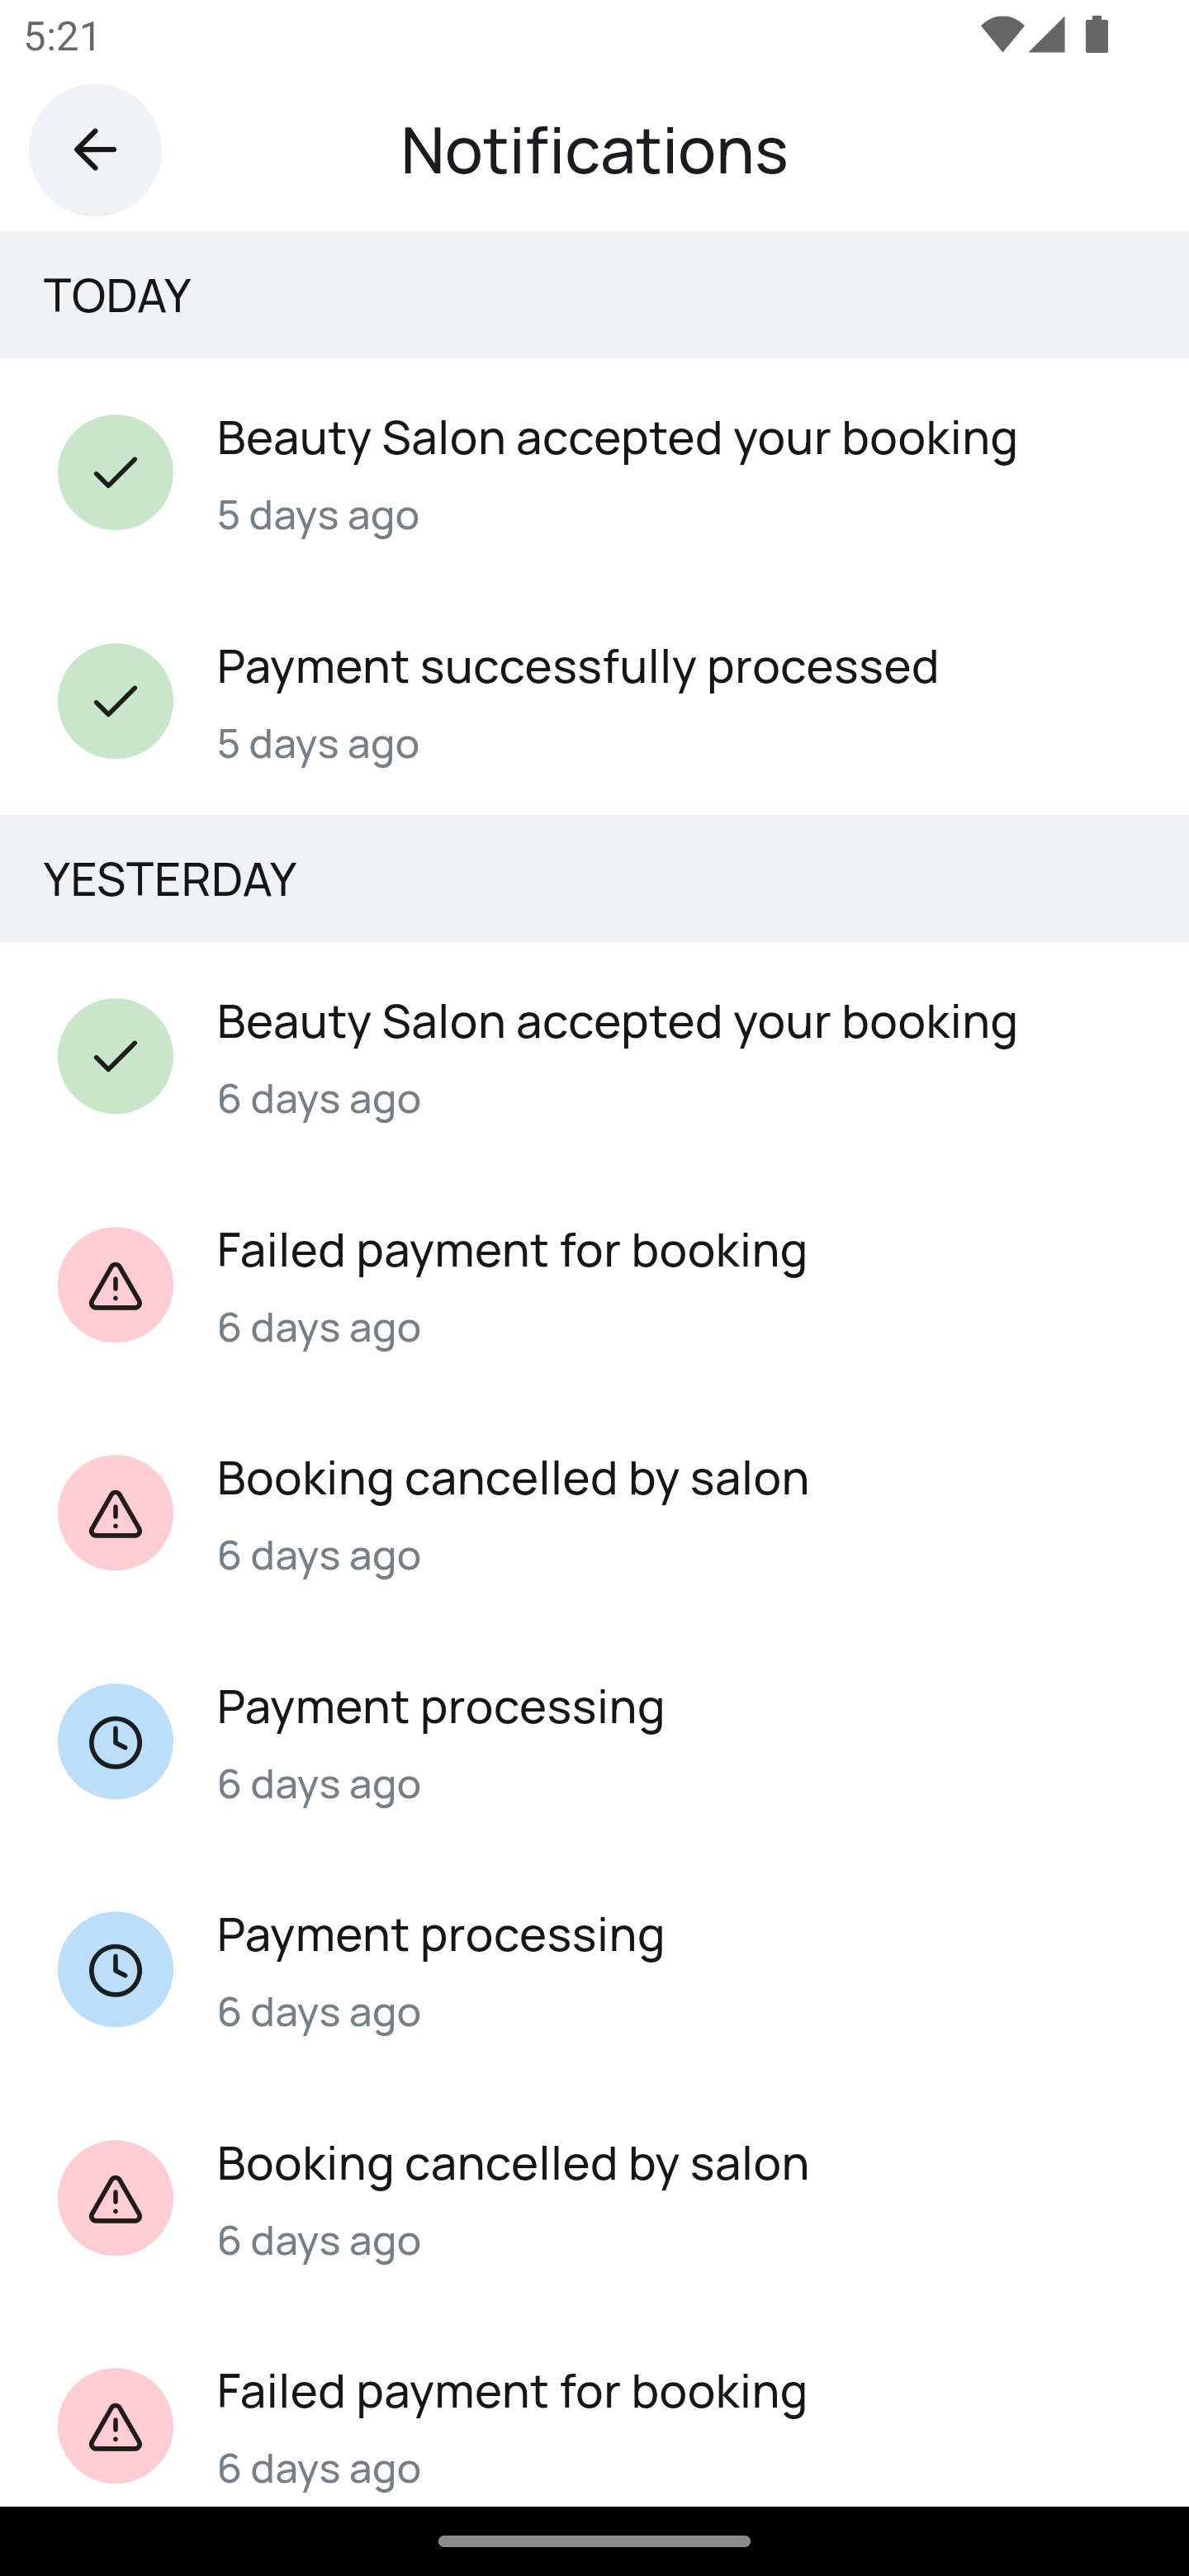 5:21
Notifications
TODAY
Beauty Salon accepted your booking
5 days ago
Payment successfully processed
5 days ago
YESTERDAY
Beauty Salon accepted your booking
6 days ago
Failed payment for booking
6 days ago
Booking cancelled by salon
6 days ago
Payment processing
6 days ago
Payment processing
6 days ago
Booking cancelled by salon
6 days ago
Failed payment for booking
6 days ago